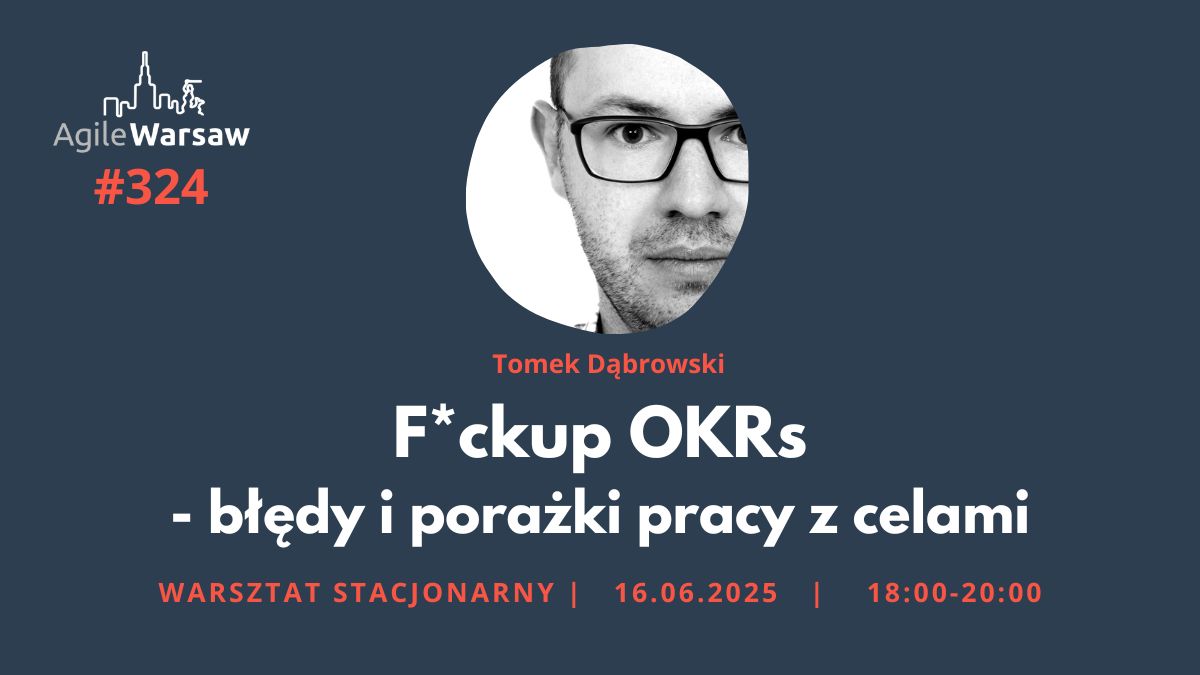 AgileWarsaw
#324
Tomek Dąbrowski
F*ckup OKRs
- błędy i porażki pracy z celami
WARSZTAT STACJONARNY | 16.06.2025 | 18:00-20:00